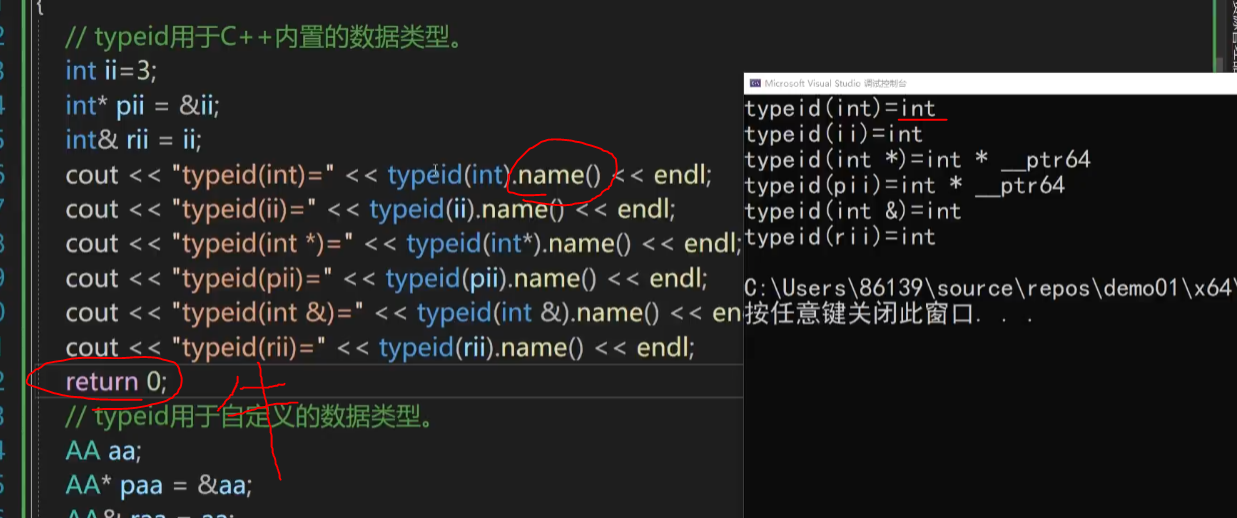 {
// typeid用于C++内置的数据类型。
int ii=3;
int* pii = &ii;
int& rii = ii;
cout << "typeid(int)=" << typeid(int).name() << endl;
cout << "typeid(ii)=" << typeid(ii).name() << endl;
cout << "typeid(int *)=" << typeid(int*).name() << endl;
cout << "typeid(pii)=" << typeid(pii).name() << endl;
cout << "typeid(int &)=" << typeid(int &).name() << en
cout << "typeid(rii)=" << typeid(rii).name() << endl;
return 0;
// typeid用于自定义的数据类型。
AA aa;
AA* paa = &aa;
AA& raa = aa;
牛
Microsoft Visual Studio 调试控制台
typeid(int)=int
typeid(ii)=int
typeid(int *)=int * __ptr64
typeid(pii)=int * __ptr64
typeid(int &)=int
typeid(rii)=int
C:\Users\86139\source\repos\demo01\x64\
按任意键关闭此窗口. . .